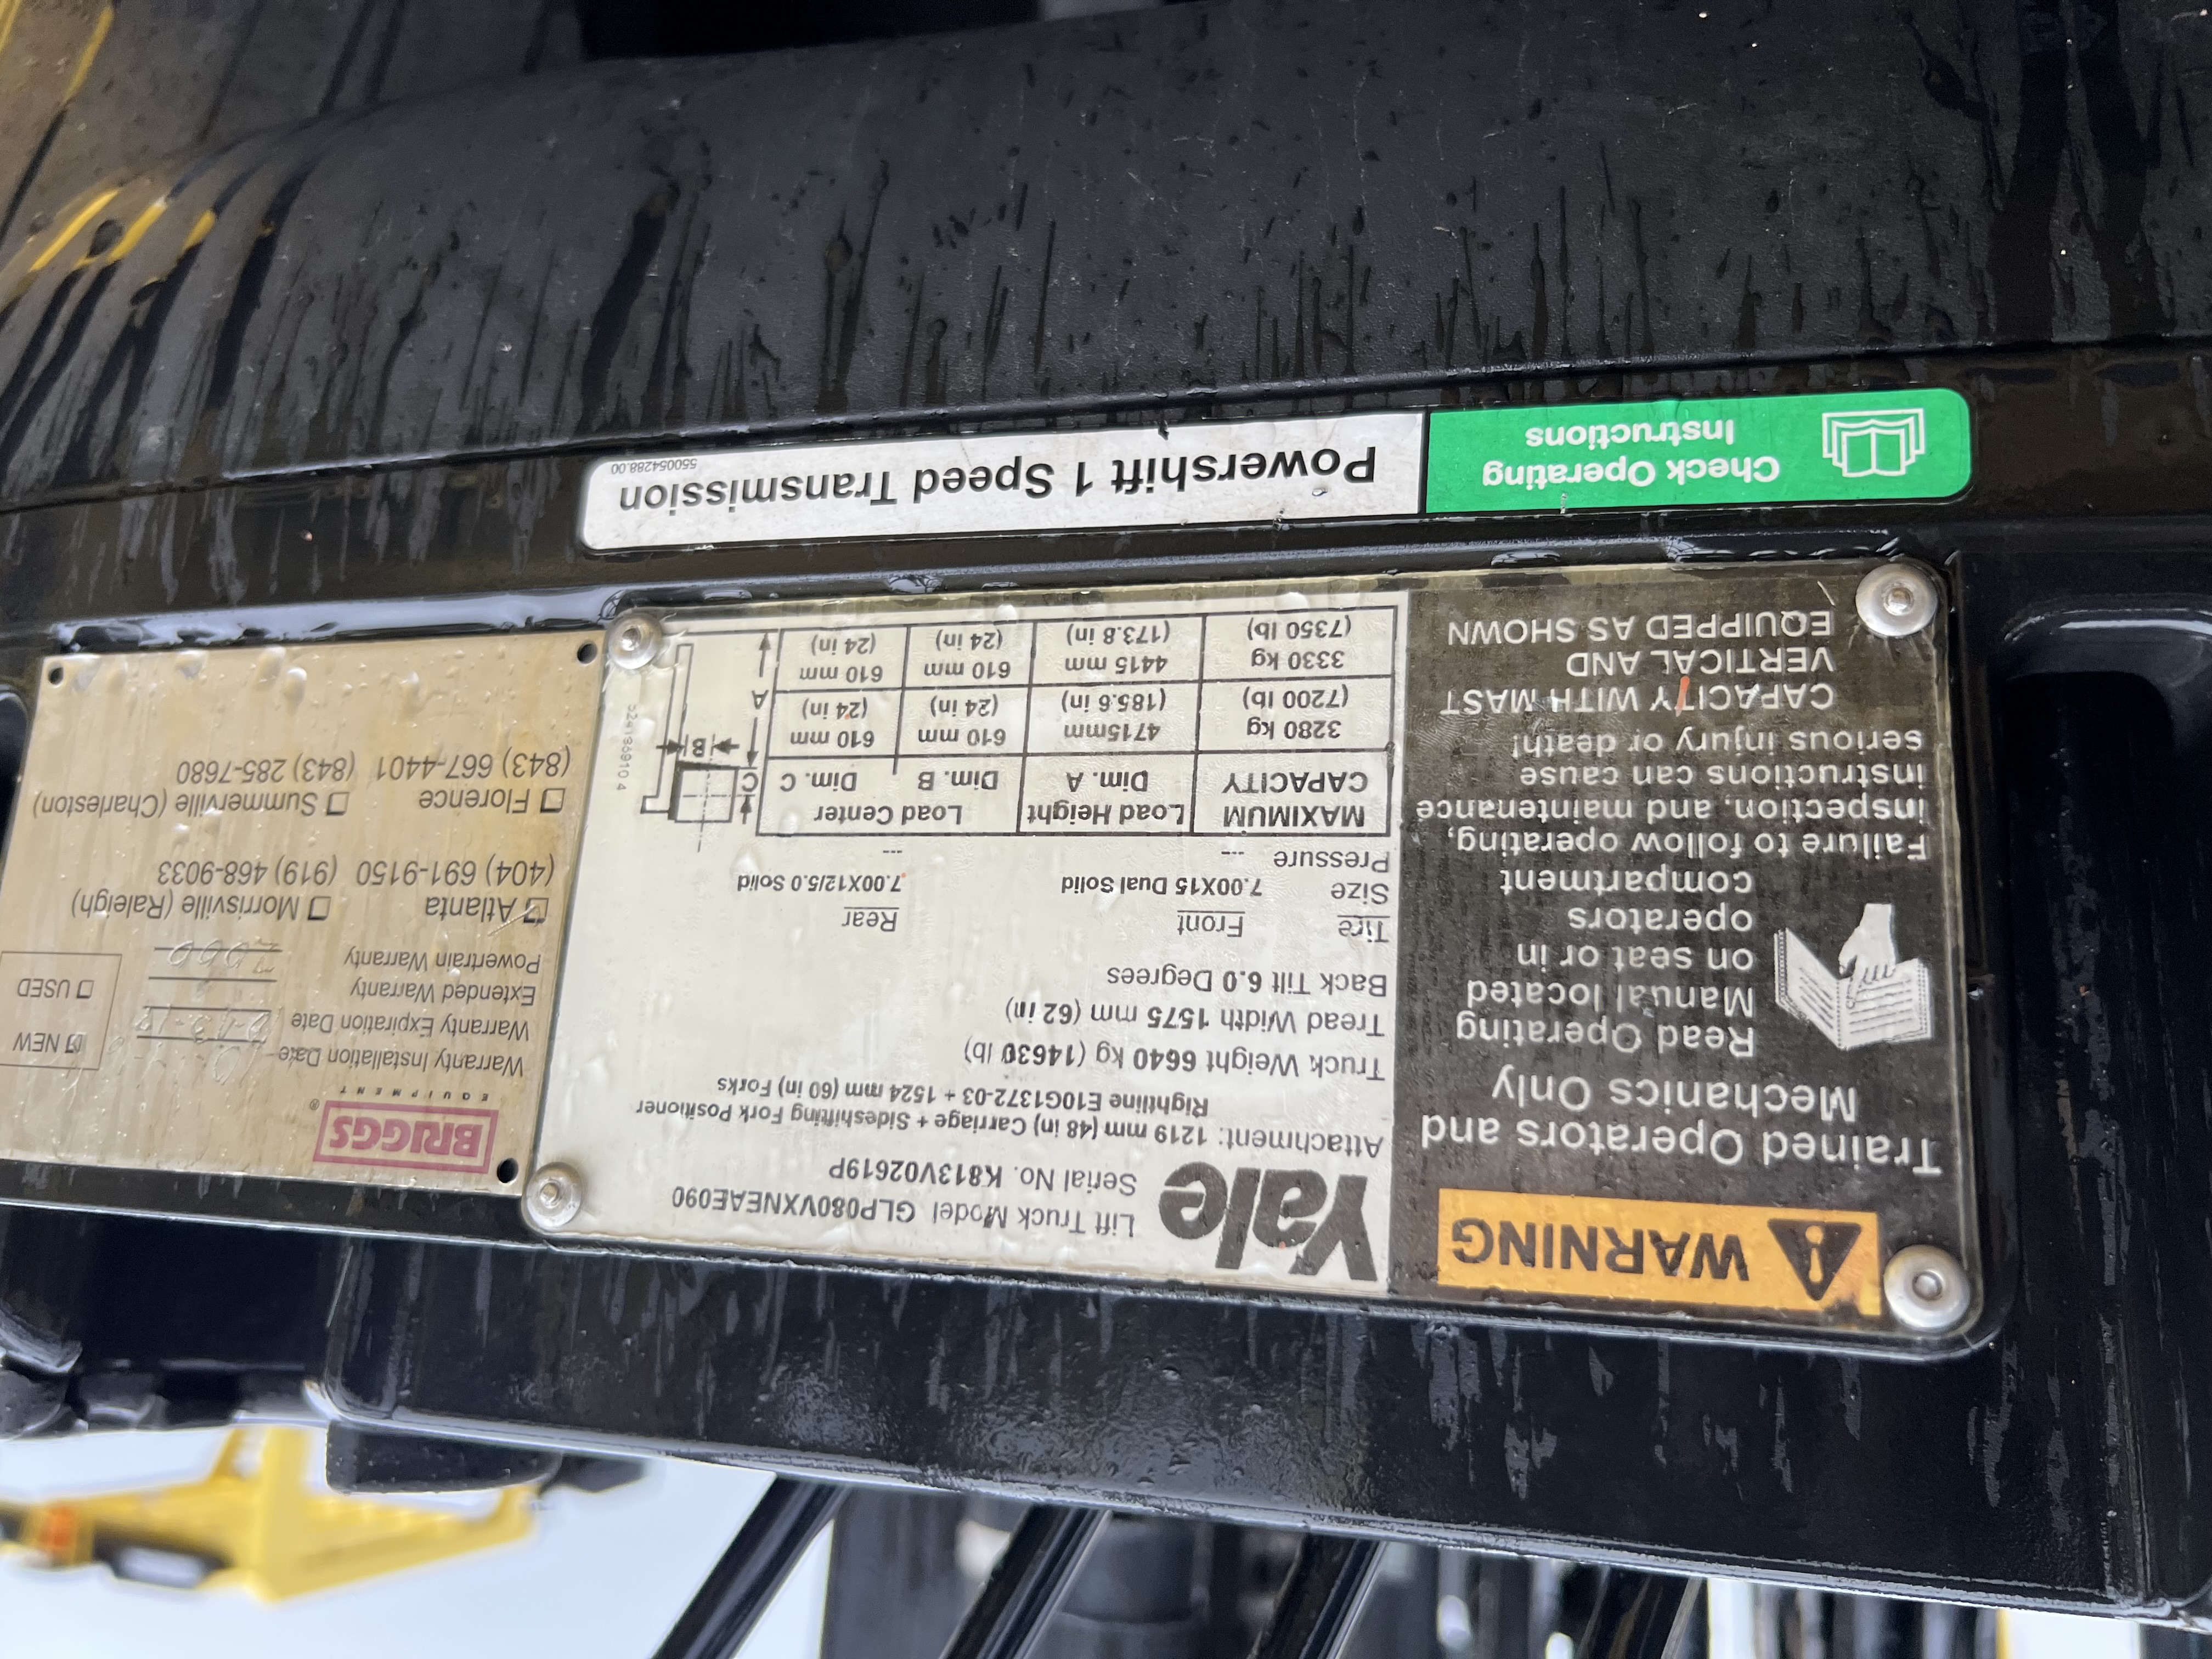 WARNING
Trained Operators and
Mechanics Only
Read Operating
Manual located
on seat or in
operators
compartment
Failure to follow operating,
inspection, and maintenance
instructions can cause
serious injury or death!
CAPACITY WITH MAST
VERTICAL AND
EQUIPPED AS SHOWN
Yale
Lift Truck Model GLP080VXNEAE090
Serial No. K813V02619P
Attachment: 1219 mm (48 in) Carriage + Sideshifting Fork Positioner
Rightline E10G1372-03 + 1524 mm (60 in) Forks
Truck Weight 6640 kg (14630 lb)
Tread Width 1575 mm (62 in)
Back Tilt 6.0 Degrees
Tire Front Rear
Size 7.00X15 Dual Solid 7.00X12/5.0 Solid
Pressure --- ---
MAXIMUM CAPACITY Load Height Dim. A Load Center Dim. B Dim. C
3280 kg 4715mm 610 mm 610 mm
(7200 lb) (185.6 in) (24 in) (24 in)
3330 kg 4415 mm 610 mm 610 mm
(7350 lb) (173.8 in) (24 in) (24 in)
C
B
A
BRIGGS
EQUIPMENT
®
Warranty Installation Date
Warranty Expiration Date
Extended Warranty
Powertrain Warranty
NEW
USED
Atlanta Morrisville (Raleigh)
(404) 691-9150 (919) 468-9033
Florence Summerville (Charleston)
(843) 667-4401 (843) 285-7680
Check Operating
Instructions
Powershift 1 Speed Transmission
550054288.00